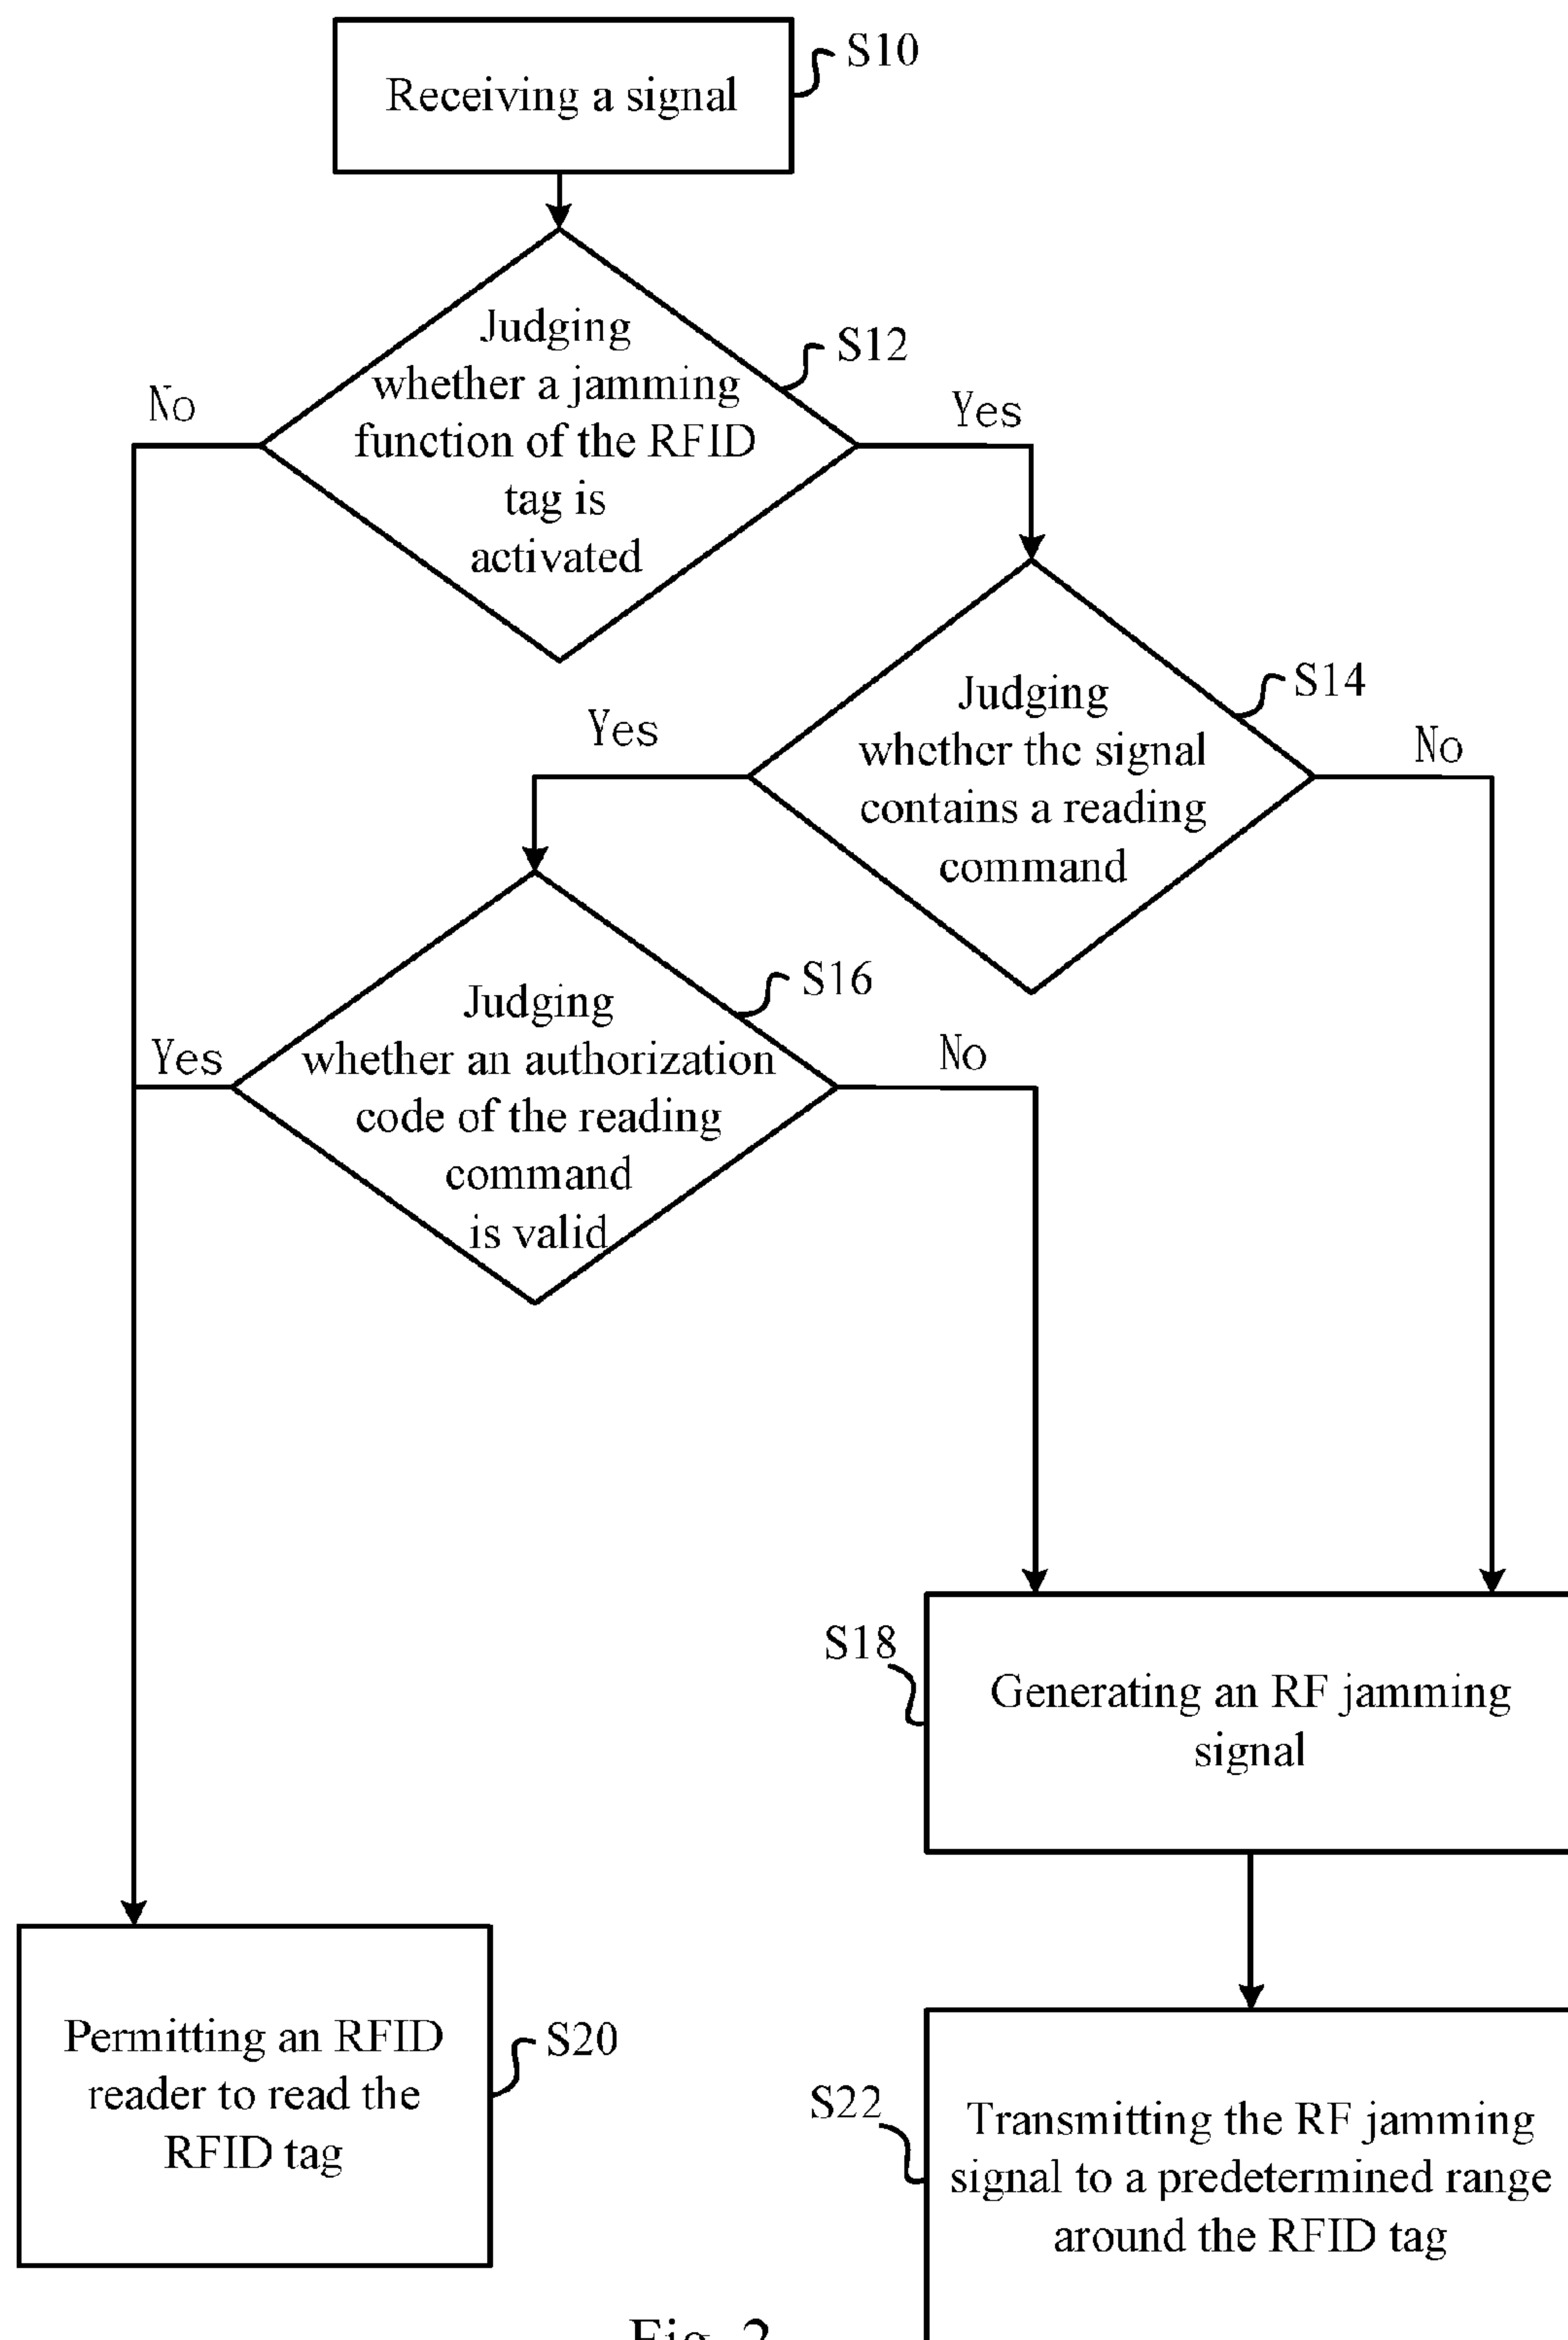 Receiving a signal
S10
Judging
whether a jamming
function of the RFID
tag is
activated
S12
No
Yes
Judging
whether the signal
contains a reading
command
S14
Yes
No
Judging
whether an authorization
code of the reading
command
is valid
S16
Yes
No
S18
Generating an RF jamming
signal
Permitting an RFID
reader to read the
RFID tag
S20
S22
Transmitting the RF jamming
signal to a predetermined range
around the RFID tag
Fig. 2